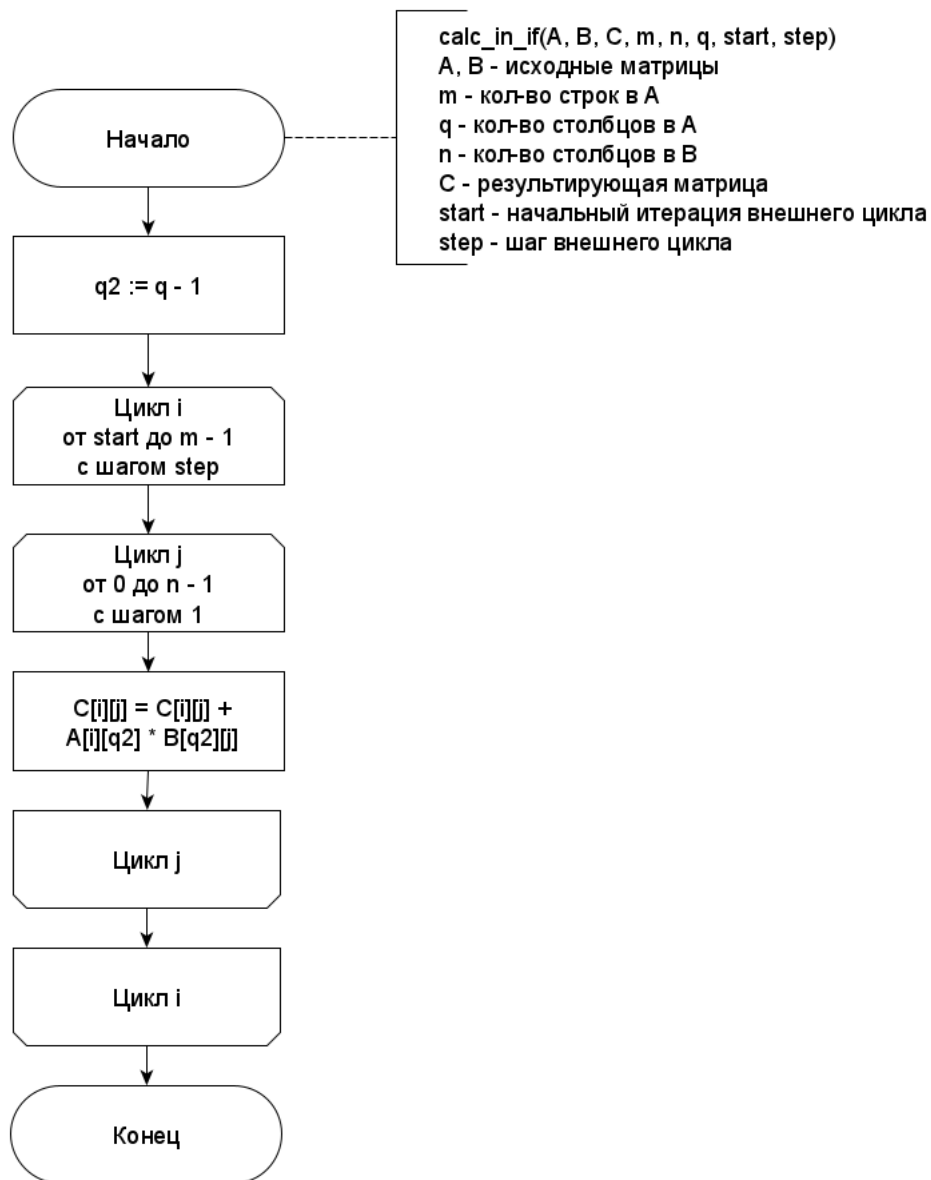 calc_in_if(A, B, C, m, n, q, start, step)
A, B - исходные матрицы
m - кол-во строк в A
q - кол-во столбцов в A
n - кол-во столбцов в B
C - результирующая матрица
start - начальный итерация внешнего цикла
step - шаг внешнего цикла
Начало
q2 := q - 1
Цикл i
от start до m - 1
с шагом step
Цикл j
от 0 до n - 1
с шагом 1
C[i][j] = C[i][j] +
A[i][q2] * B[q2][j]
Цикл j
Цикл i
Конец